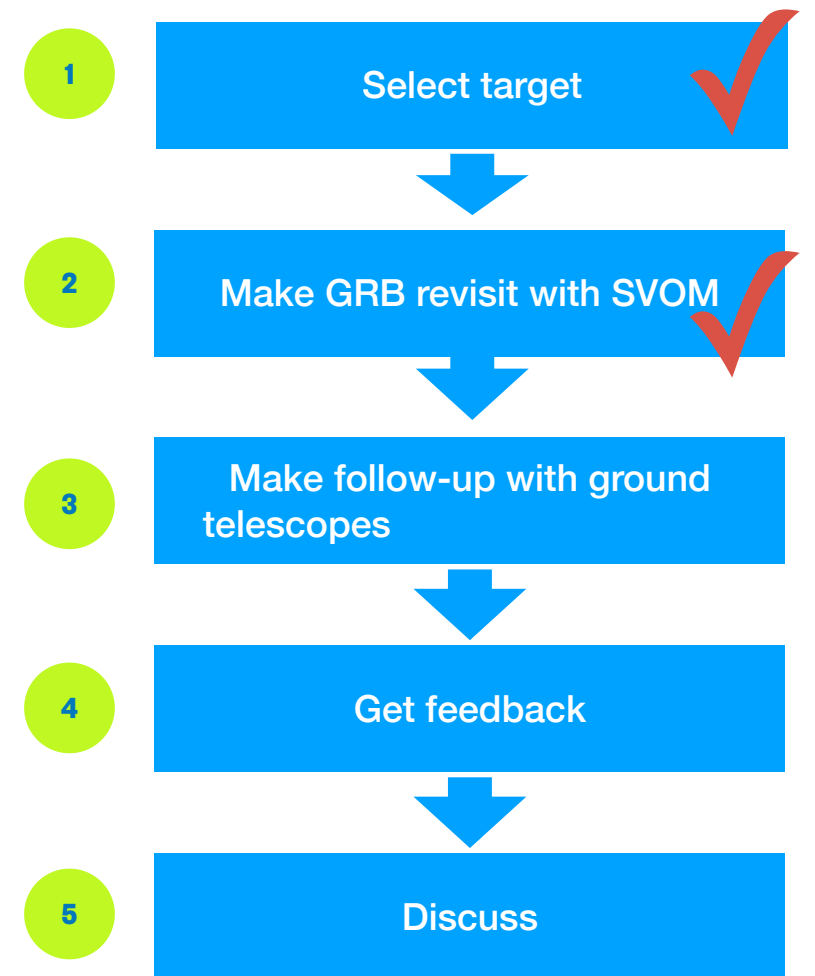 1
Select target
2
Make GRB revisit with SVOM
3
Make follow-up with ground
telescopes
4
Get feedback
5
Discuss